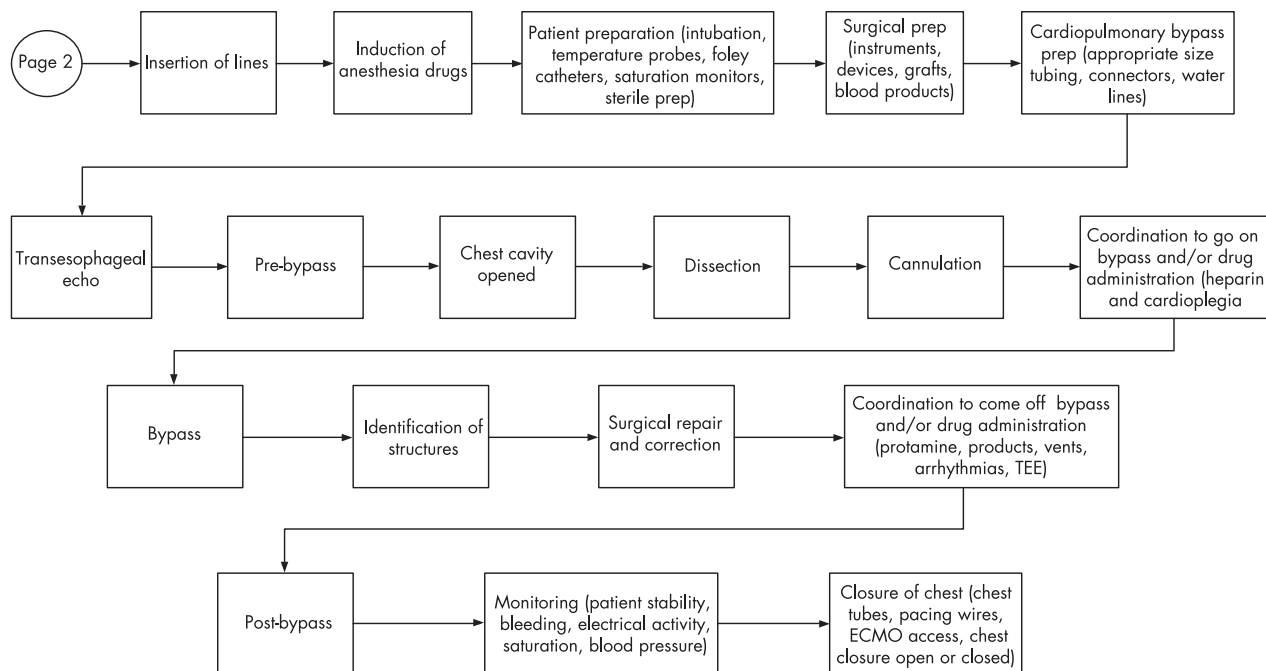 Page 2
Insertion of lines
Induction of
anesthesia drugs
Patient preparation (intubation,
temperature probes, foley
catheters, saturation monitors,
sterile prep)
Surgical prep
(instruments,
devices, grafts,
blood products)
Cardiopulmonary bypass
prep (appropriate size
tubing, connectors, water
lines)
Transesophageal
echo
Pre-bypass
Chest cavity
opened
Dissection
Cannulation
Coordination to go on
bypass and/or drug
administration (heparin
and cardioplegia
Bypass
Identification of
structures
Surgical repair
and correction
Coordination to come off bypass
and/or drug administration
(protamine, products, vents,
arrhythmias, TEE)
Post-bypass
Monitoring (patient stability,
bleeding, electrical activity,
saturation, blood pressure)
Closure of chest (chest
tubes, pacing wires,
ECMO access, chest
closure open or closed)